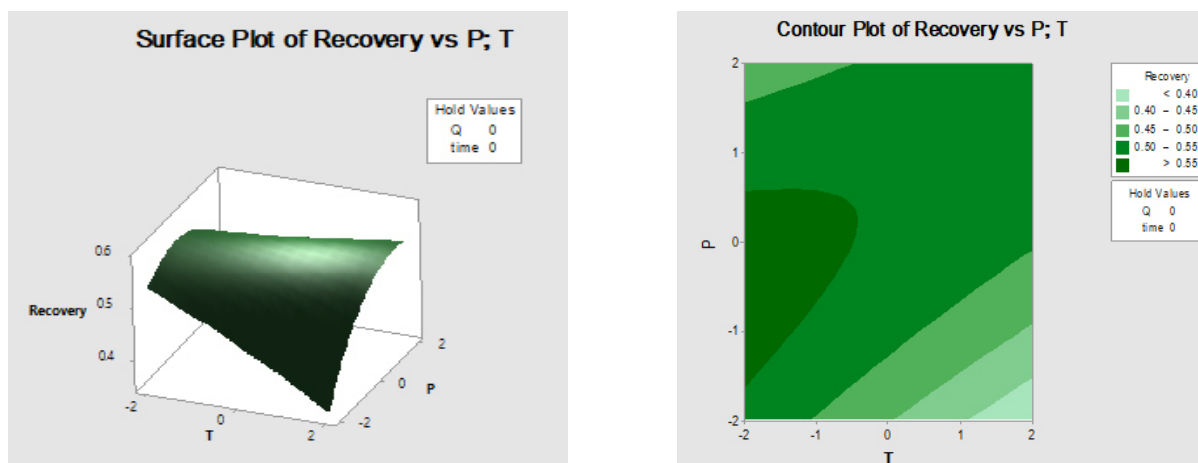 Surface Plot of Recovery vs P; T
Hold Values
Q 0
time 0
0.6
0.5
Recovery
0.4
-2
0
T
2
-2
0
P
2
Contour Plot of Recovery vs P; T
2
1
0
P
-1
-2
-2
-1
0
1
2
T
Recovery
< 0.40
0.40 – 0.45
0.45 – 0.50
0.50 – 0.55
> 0.55
Hold Values
Q 0
time 0